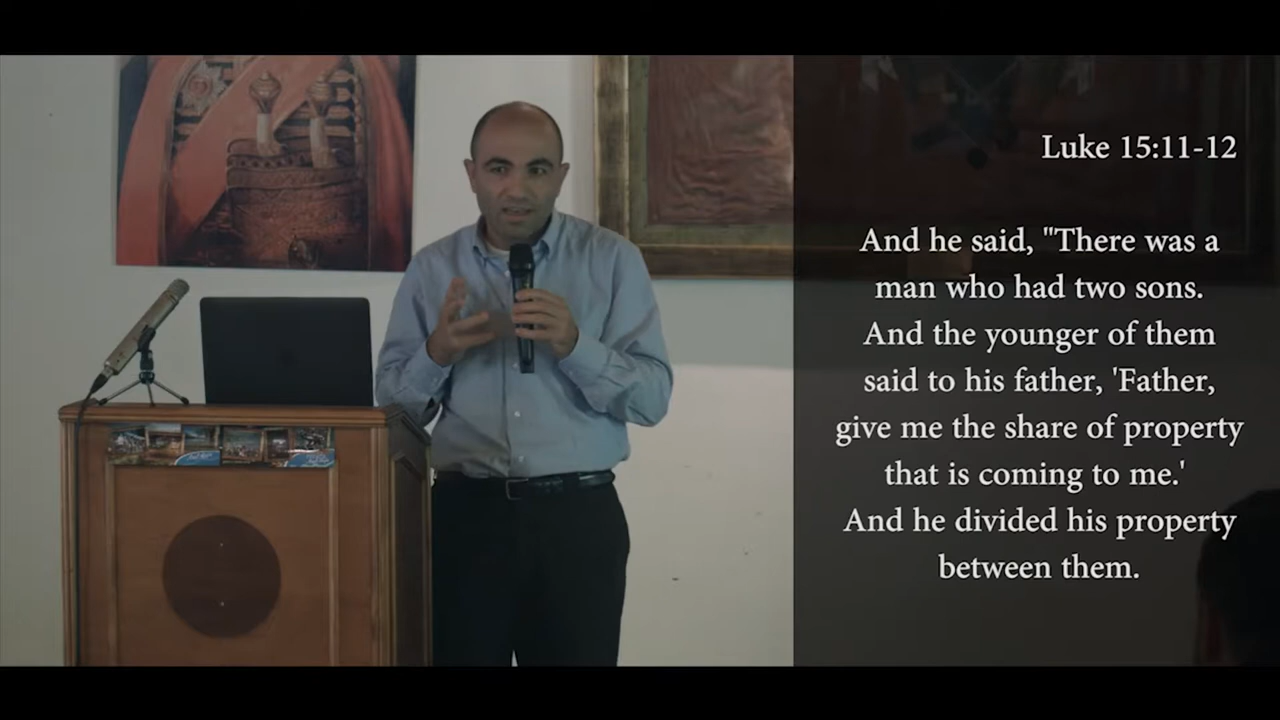 Luke 15:11-12
And he said, "There was a
man who had two sons.
And the younger of them
said to his father, 'Father,
give me the share of property
that is coming to me.'
And he divided his property
between them.